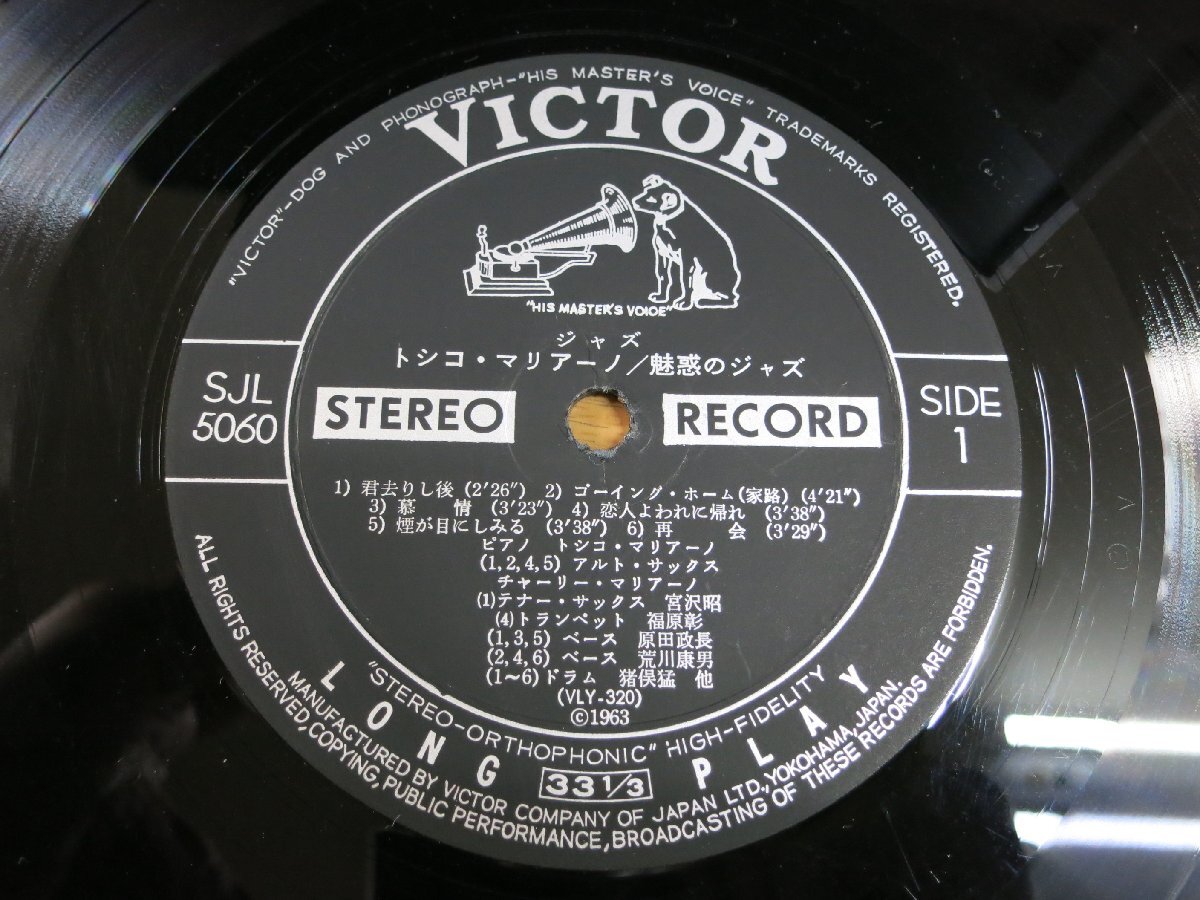 "VICTOR"-DOG AND PHONOGRAPH-"HIS MASTER'S VOICE" TRADEMARKS REGISTERED.
VICTOR
"HIS MASTER'S VOICE"
ジャズ
トシコ・マリアーノ/魅惑のジャズ
SJL
5060
STEREO RECORD
SIDE
1
1) 君去りし後 (2'26") 2) ゴーイング・ホーム(家路) (4'21")
3) 慕 情 (3'23") 4) 恋人よわれに帰れ (3'38")
5) 煙が目にしみる (3'38") 6) 再 会 (3'29")
ピアノ トシコ・マリアーノ
(1,2,4,5) アルト・サックス
チャーリー・マリアーノ
(1)テナー・サックス 宮沢昭
(4)トランペット 福原彰
(1,3,5) ベース 原田政長
(2,4,6) ベース 荒川康男
(1~6)ドラム 猪俣猛 他
(VLY-320)
©1963
"STEREO-ORTHOPHONIC" HIGH-FIDELITY
LONG 33 1/3 PLAY
MANUFACTURED BY VICTOR COMPANY OF JAPAN LTD., YOKOHAMA, JAPAN.
ALL RIGHTS RESERVED, COPYING, PUBLIC PERFORMANCE, BROADCASTING OF THESE RECORDS ARE FORBIDDEN.